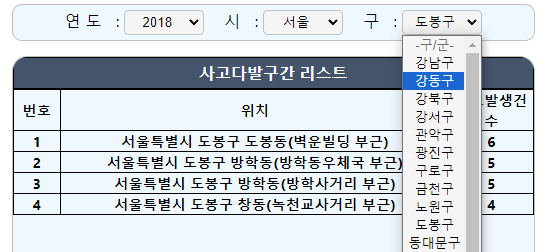 연 도 : 2018 시 : 서울 구 : 도봉구
-구/군-
강남구
강동구
강북구
강서구
관악구
광진구
구로구
금천구
노원구
도봉구
동대문구
사고다발구간 리스트
번호 위치 발생건수
1 서울특별시 도봉구 도봉동(벽운빌딩 부근) 6
2 서울특별시 도봉구 방학동(방학동우체국 부근) 5
3 서울특별시 도봉구 방학동(방학사거리 부근) 5
4 서울특별시 도봉구 창동(녹천교사거리 부근) 4